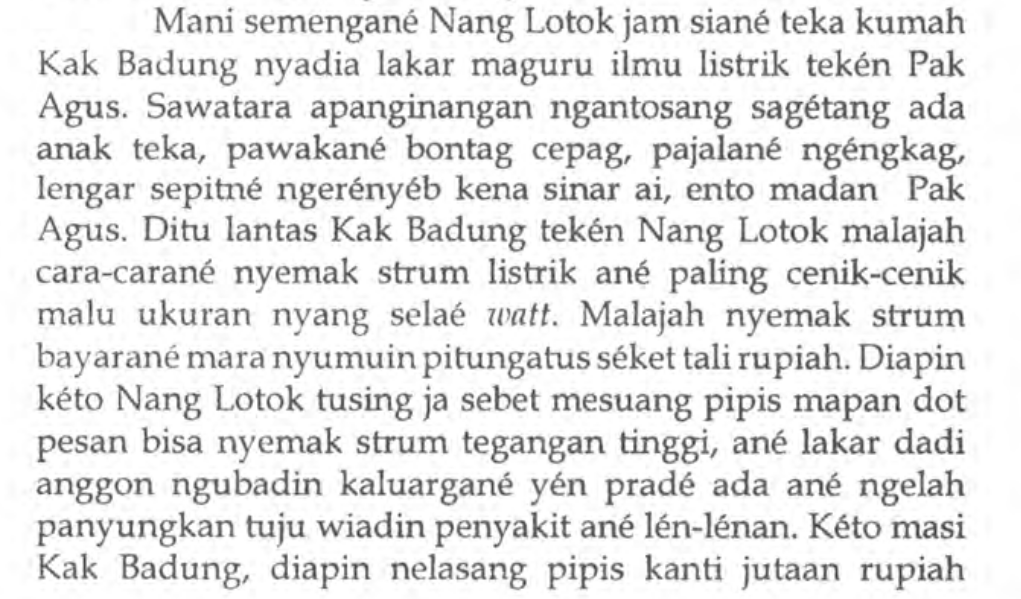 Mani semengané Nang Lotok jam siané teka kumah
Kak Badung nyadia lakar maguru ilmu listrik tekén Pak
Agus. Sawatara apanginangan ngantosang sagétang ada
anak teka, pawakané bontag cepag, pajalané ngéngkag,
lengar sepitné ngerényéb kena sinar ai, ento madan Pak
Agus. Ditu lantas Kak Badung tekén Nang Lotok malajah
cara-carané nyemak strum listrik ané paling cenik-cenik
malu ukuran nyang selaé watt. Malajah nyemak strum
bayarané mara nyumuin pitungatus séket tali rupiah. Diapin
kéto Nang Lotok tusing ja sebet mesuang pipis mapan dot
pesan bisa nyemak strum tegangan tinggi, ané lakar dadi
anggon ngubadin kaluargané yén pradé ada ané ngelah
panyungkan tuju wiadin penyakit ané lén-lénan. Kéto masi
Kak Badung, diapin nelasang pipis kanti jutaan rupiah